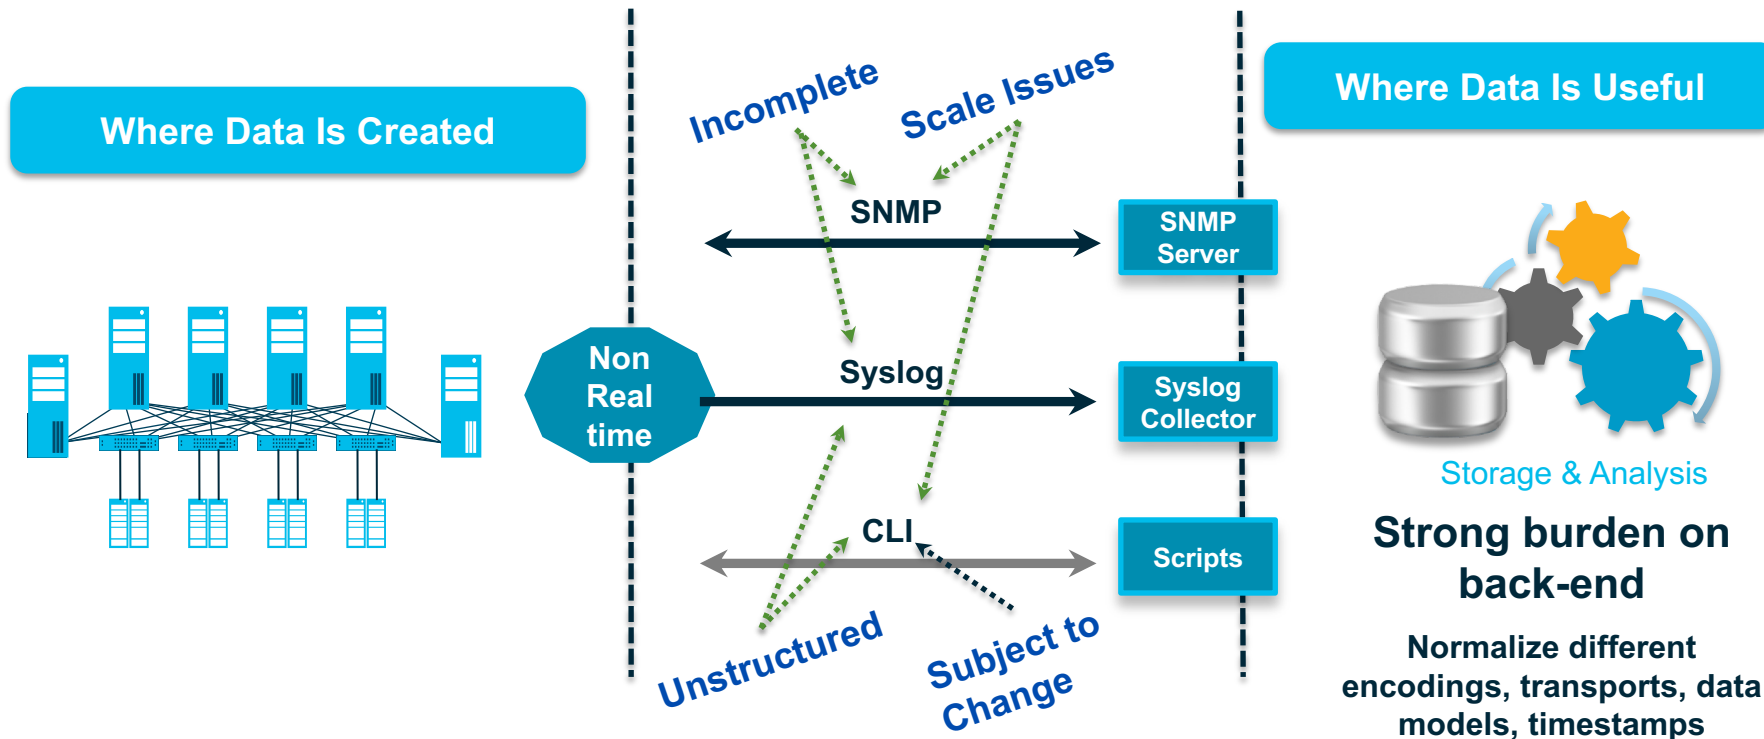 Where Data Is Created
Incomplete
Scale Issues
Where Data Is Useful
SNMP
SNMP
Server
Non
Real
time
Syslog
Syslog
Collector
Storage & Analysis
CLI
Scripts
Strong burden on
back-end
Unstructured
Subject to
Change
Normalize different
encodings, transports, data
models, timestamps